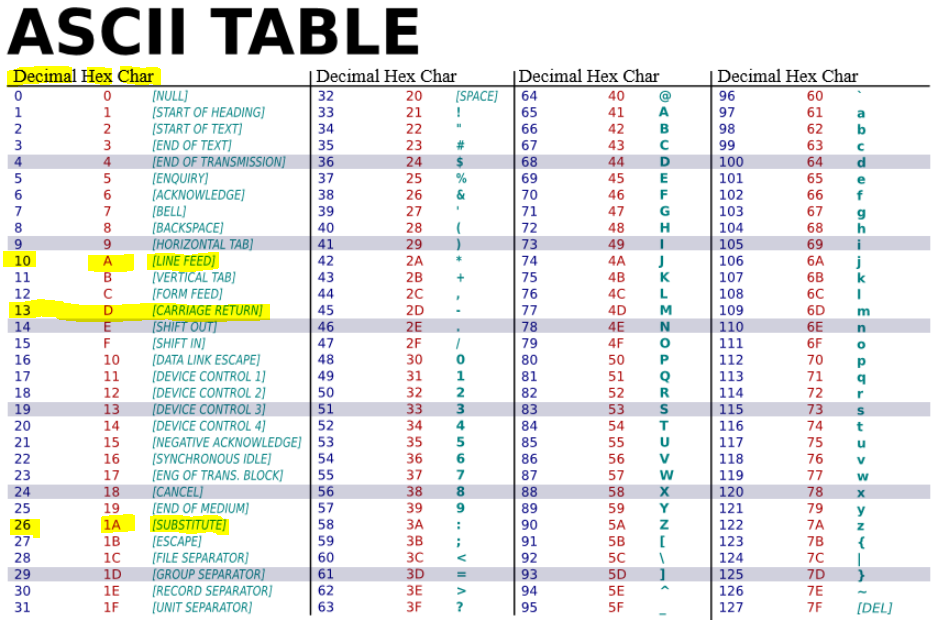 ASCII TABLE
Decimal Hex Char Decimal Hex Char Decimal Hex Char Decimal Hex Char
0 0 [NULL] 32 20 [SPACE] 64 40 @ 96 60 `
1 1 [START OF HEADING] 33 21 ! 65 41 A 97 61 a
2 2 [START OF TEXT] 34 22 " 66 42 B 98 62 b
3 3 [END OF TEXT] 35 23 # 67 43 C 99 63 c
4 4 [END OF TRANSMISSION] 36 24 $ 68 44 D 100 64 d
5 5 [ENQUIRY] 37 25 % 69 45 E 101 65 e
6 6 [ACKNOWLEDGE] 38 26 & 70 46 F 102 66 f
7 7 [BELL] 39 27 ' 71 47 G 103 67 g
8 8 [BACKSPACE] 40 28 ( 72 48 H 104 68 h
9 9 [HORIZONTAL TAB] 41 29 ) 73 49 I 105 69 i
10 A [LINE FEED] 42 2A * 74 4A J 106 6A j
11 B [VERTICAL TAB] 43 2B + 75 4B K 107 6B k
12 C [FORM FEED] 44 2C , 76 4C L 108 6C l
13 D [CARRIAGE RETURN] 45 2D - 77 4D M 109 6D m
14 E [SHIFT OUT] 46 2E . 78 4E N 110 6E n
15 F [SHIFT IN] 47 2F / 79 4F O 111 6F o
16 10 [DATA LINK ESCAPE] 48 30 0 80 50 P 112 70 p
17 11 [DEVICE CONTROL 1] 49 31 1 81 51 Q 113 71 q
18 12 [DEVICE CONTROL 2] 50 32 2 82 52 R 114 72 r
19 13 [DEVICE CONTROL 3] 51 33 3 83 53 S 115 73 s
20 14 [DEVICE CONTROL 4] 52 34 4 84 54 T 116 74 t
21 15 [NEGATIVE ACKNOWLEDGE] 53 35 5 85 55 U 117 75 u
22 16 [SYNCHRONOUS IDLE] 54 36 6 86 56 V 118 76 v
23 17 [ENG OF TRANS. BLOCK] 55 37 7 87 57 W 119 77 w
24 18 [CANCEL] 56 38 8 88 58 X 120 78 x
25 19 [END OF MEDIUM] 57 39 9 89 59 Y 121 79 y
26 1A [SUBSTITUTE] 58 3A : 90 5A Z 122 7A z
27 1B [ESCAPE] 59 3B ; 91 5B [ 123 7B {
28 1C [FILE SEPARATOR] 60 3C < 92 5C \ 124 7C |
29 1D [GROUP SEPARATOR] 61 3D = 93 5D ] 125 7D }
30 1E [RECORD SEPARATOR] 62 3E > 94 5E ^ 126 7E ~
31 1F [UNIT SEPARATOR] 63 3F ? 95 5F _ 127 7F [DEL]